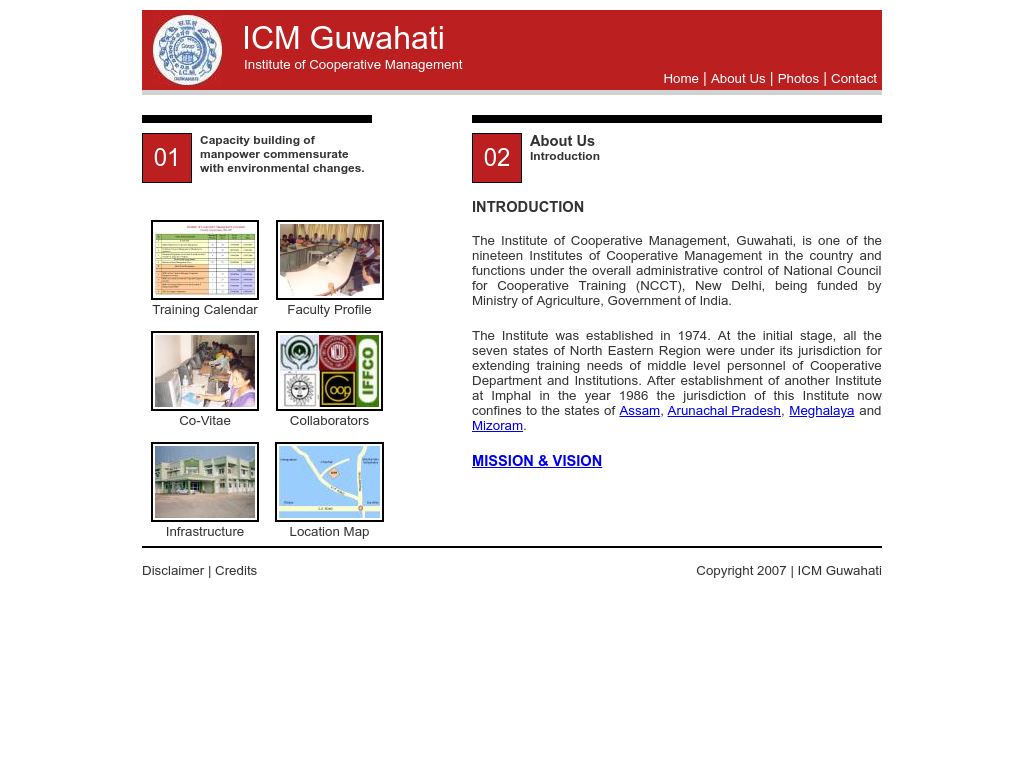 ICM Guwahati
Institute of Cooperative Management
Home | About Us | Photos | Contact
01
Capacity building of
manpower commensurate
with environmental changes.
Training Calendar
Faculty Profile
NCUI
COOP
IFFCO
Co-Vitae
Collaborators
Infrastructure
Location Map
02
About Us
Introduction
INTRODUCTION
The Institute of Cooperative Management, Guwahati, is one of the
nineteen Institutes of Cooperative Management in the country and
functions under the overall administrative control of National Council
for Cooperative Training (NCCT), New Delhi, being funded by
Ministry of Agriculture, Government of India.
The Institute was established in 1974. At the initial stage, all the
seven states of North Eastern Region were under its jurisdiction for
extending training needs of middle level personnel of Cooperative
Department and Institutions. After establishment of another Institute
at Imphal in the year 1986 the jurisdiction of this Institute now
confines to the states of Assam, Arunachal Pradesh, Meghalaya and
Mizoram.
MISSION & VISION
Disclaimer | Credits
Copyright 2007 | ICM Guwahati